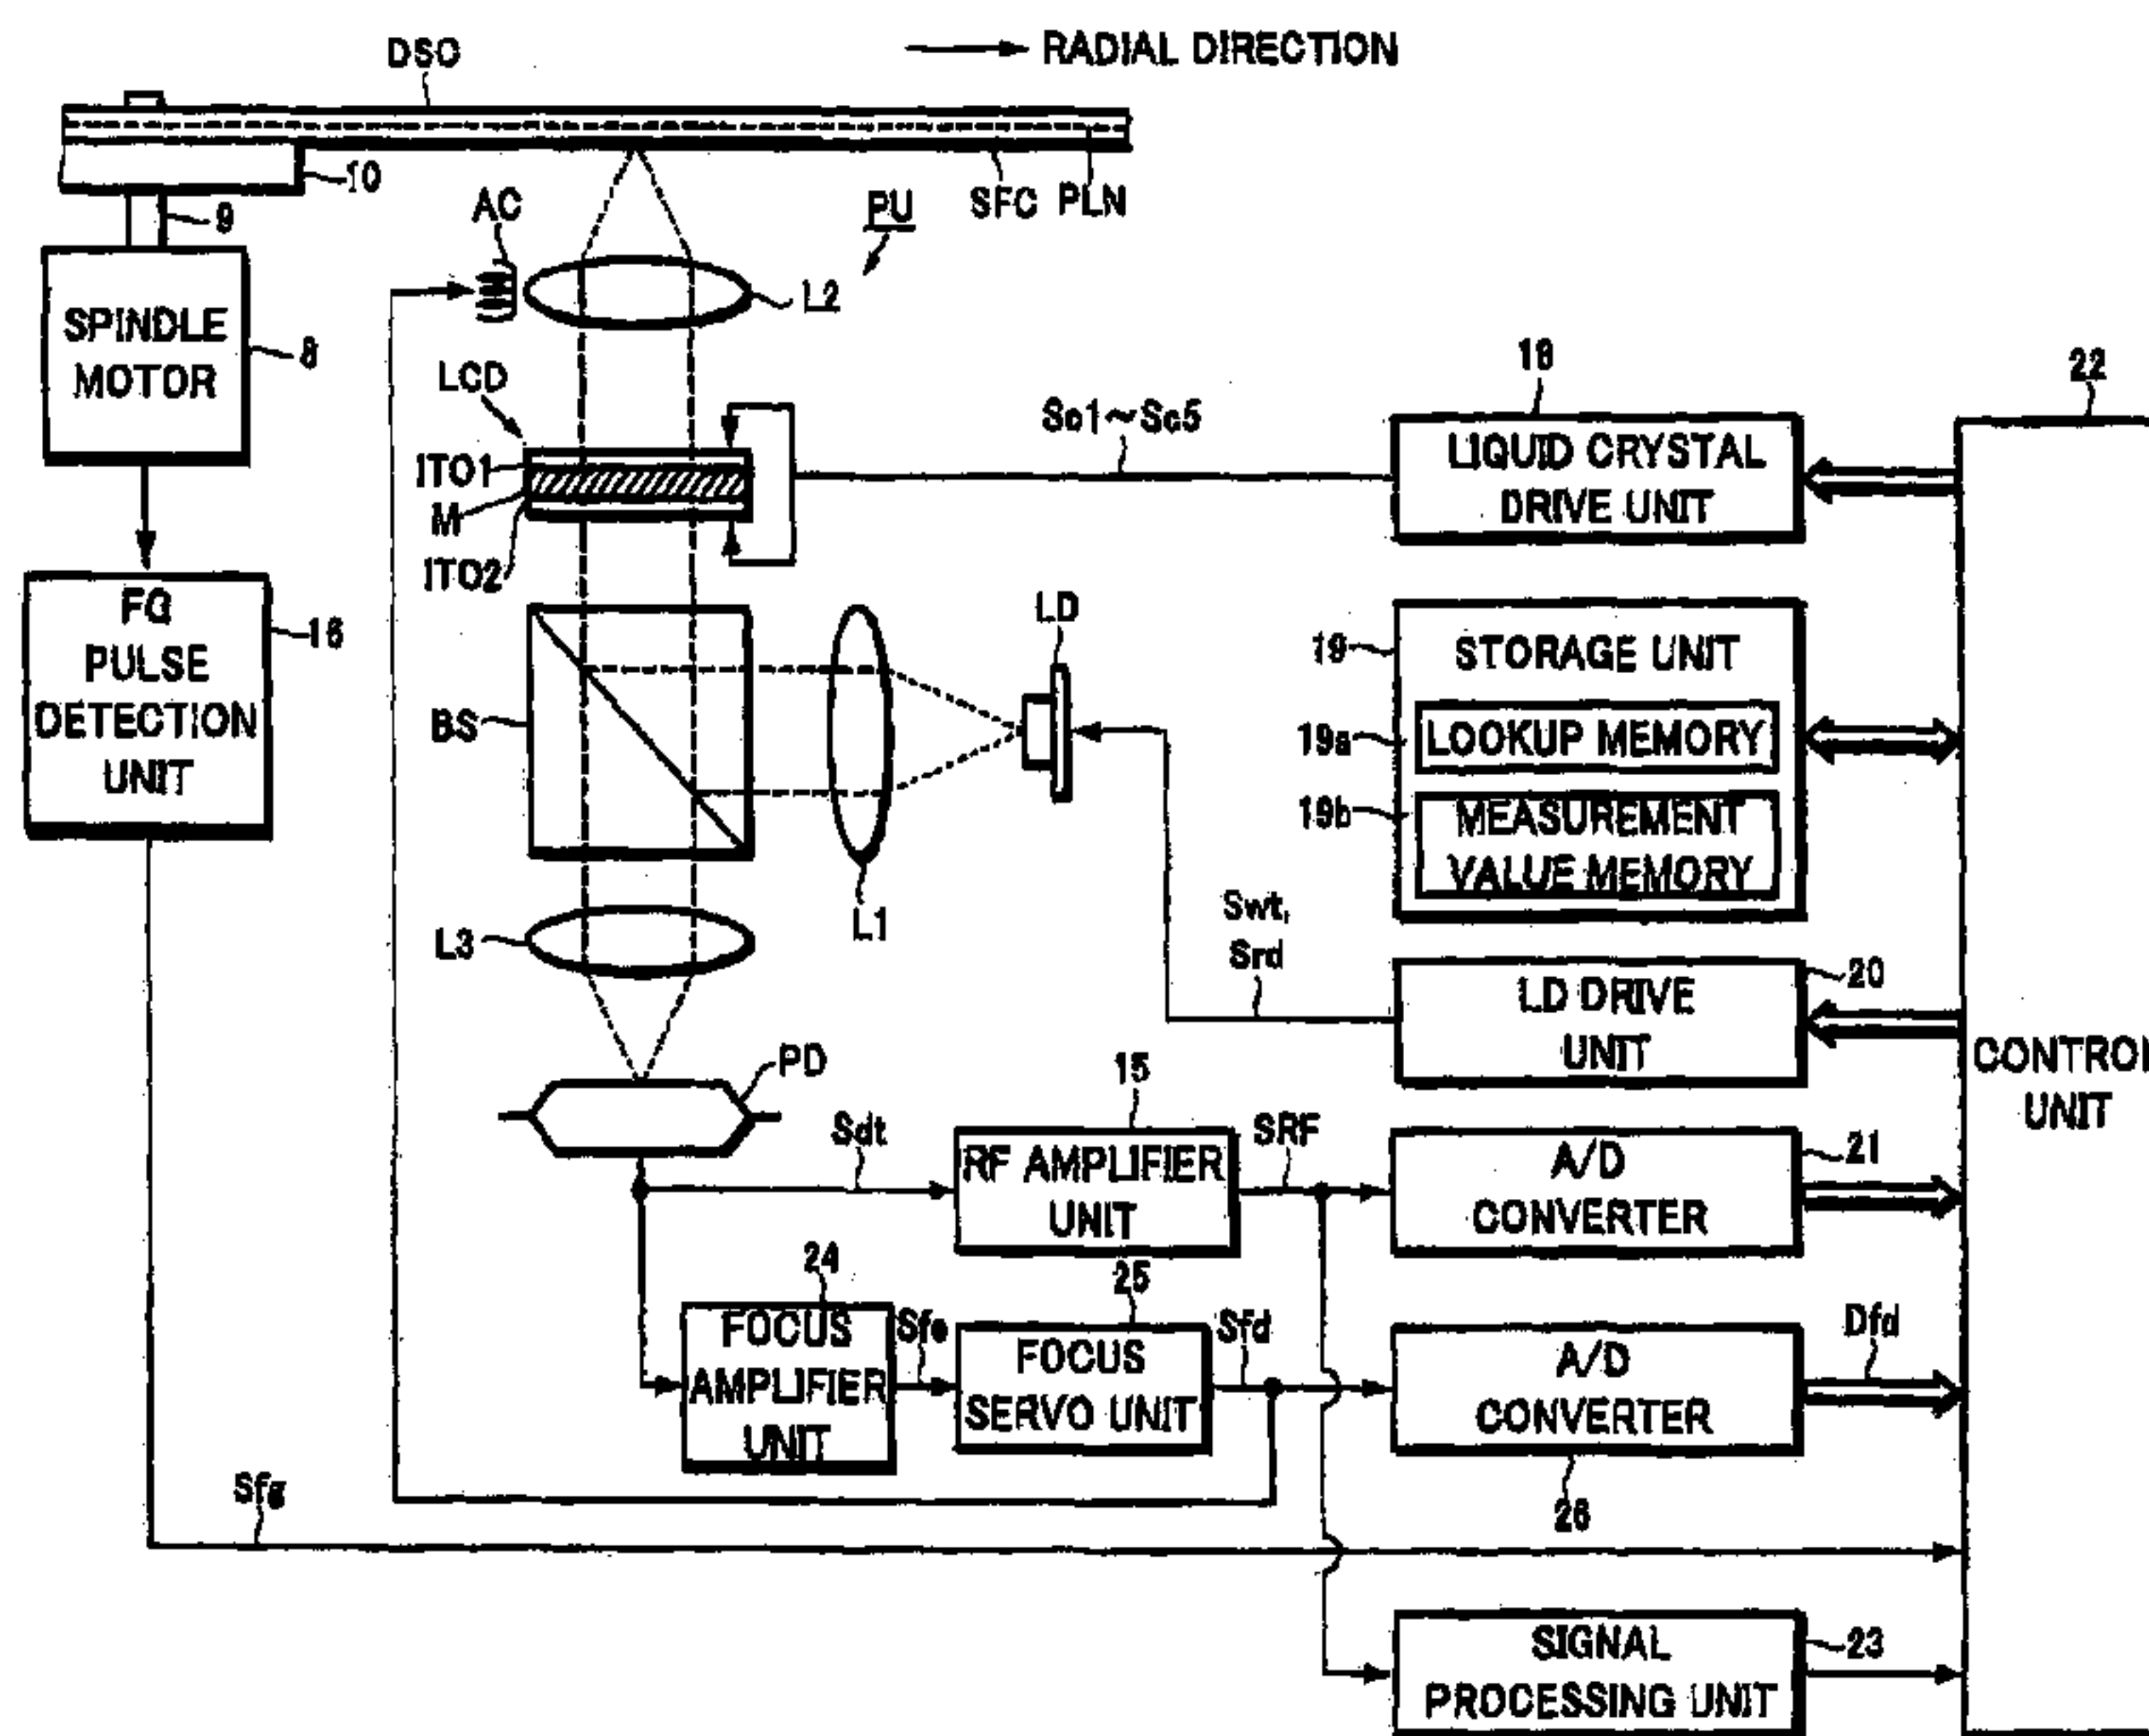 DSC
RADIAL DIRECTION
10
9
AC
PU
SFC
PLN
L2
SPINDLE
MOTOR
8
LCD
ITO1
M
ITO2
Sc1~Sc5
18
LIQUID CRYSTAL
DRIVE UNIT
22
FG
PULSE
DETECTION
UNIT
16
BS
LD
L1
19
STORAGE UNIT
19a
LOOKUP MEMORY
19b
MEASUREMENT
VALUE MEMORY
L3
Swt,
Srd
20
LD DRIVE
UNIT
CONTROL
UNIT
PD
Sdt
15
RF AMPLIFIER
UNIT
SRF
A/D
CONVERTER
21
24
FOCUS
AMPLIFIER
UNIT
Sfe
25
FOCUS
SERVO UNIT
Sfd
A/D
CONVERTER
26
Dfd
Sfg
SIGNAL
PROCESSING UNIT
23